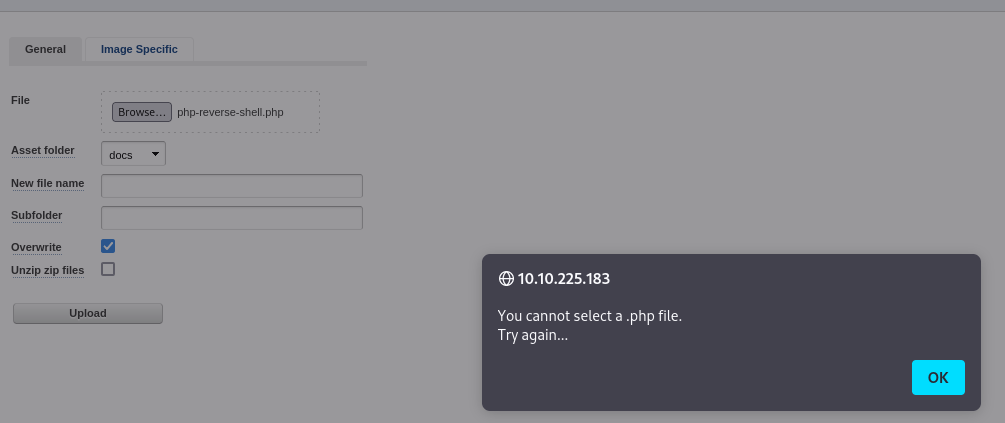 General
Image Specific
File
Browse...
php-reverse-shell.php
Asset folder
docs
New file name
Subfolder
Overwrite
Unzip zip files
Upload
10.10.225.183
You cannot select a .php file.
Try again...
OK